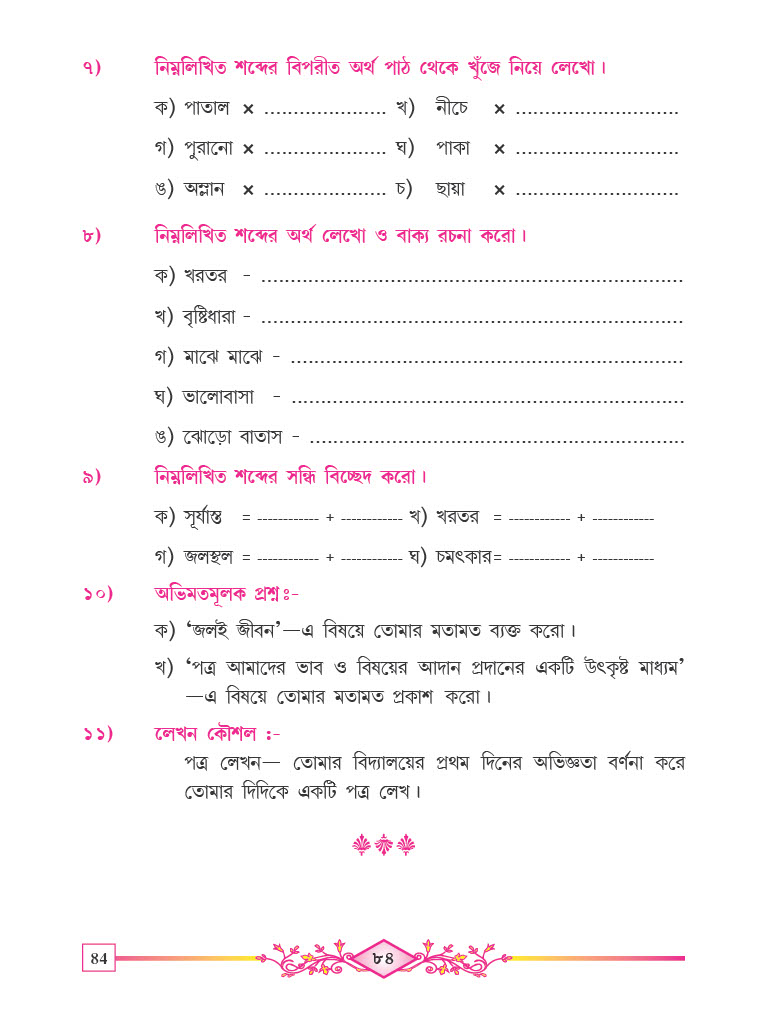 ৭) নিম্নলিখিত শব্দের বিপরীত অর্থ পাঠ থেকে খুঁজে নিয়ে লেখো।
ক) পাতাল × ..................... খ) নীচে × ............................
গ) পুরানো × ..................... ঘ) পাকা × ............................
ঙ) অম্লান × ..................... চ) ছায়া × ............................
৮) নিম্নলিখিত শব্দের অর্থ লেখো ও বাক্য রচনা করো।
ক) খরতর - ........................................................................
খ) বৃষ্টিধারা - ........................................................................
গ) মাঝে মাঝে - ...................................................................
ঘ) ভালোবাসা - ...................................................................
ঙ) ঝোড়ো বাতাস - ................................................................
৯) নিম্নলিখিত শব্দের সন্ধি বিচ্ছেদ করো।
ক) সূর্যাস্ত = ------------ + ------------ খ) খরতর = ------------ + ------------
গ) জলস্থল = ------------ + ------------ ঘ) চমৎকার= ------------ + ------------
১০) অভিমতমূলক প্রশ্নঃ-
ক) ‘জলই জীবন’—এ বিষয়ে তোমার মতামত ব্যক্ত করো।
খ) ‘পত্র আমাদের ভাব ও বিষয়ের আদান প্রদানের একটি উৎকৃষ্ট মাধ্যম’
—এ বিষয়ে তোমার মতামত প্রকাশ করো।
১১) লেখন কৌশল :-
পত্র লেখন— তোমার বিদ্যালয়ের প্রথম দিনের অভিজ্ঞতা বর্ণনা করে
তোমার দিদিকে একটি পত্র লেখ।
84 ৮৪